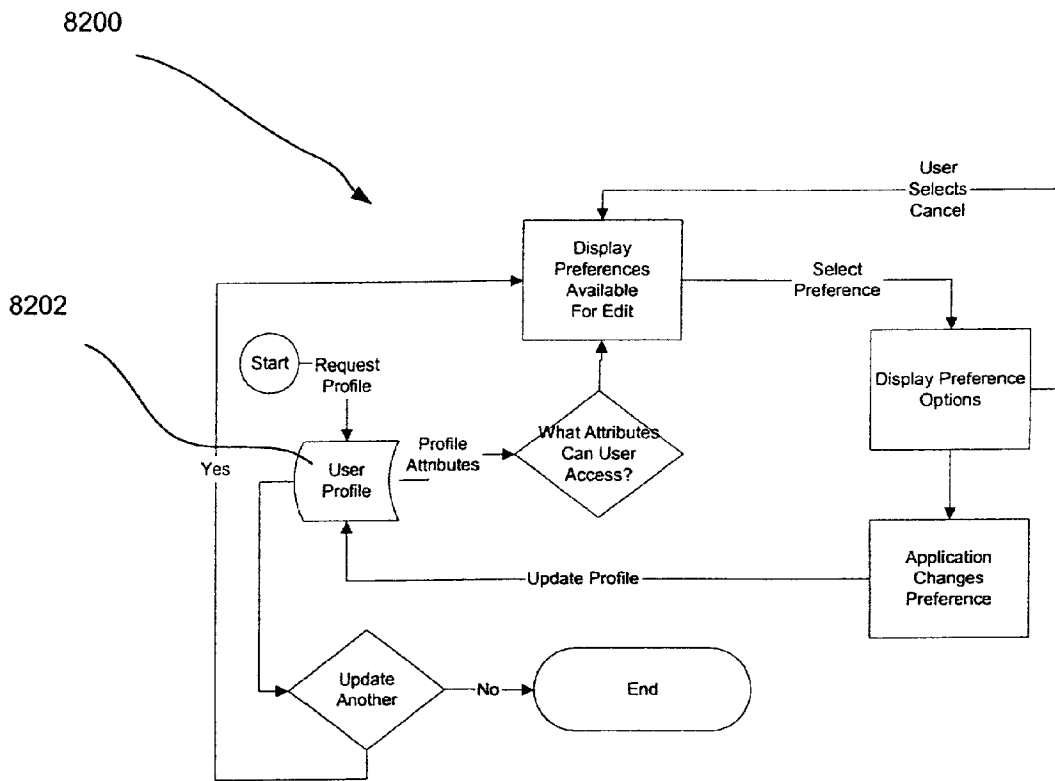 8200
User
Selects
Cancel
Display
Preferences
Available
For Edit
Select
Preference
8202
Start
Request
Profile
Display Preference
Options
What Attributes
Can User
Access?
Profile
Attributes
User
Profile
Yes
Application
Changes
Preference
Update Profile
Update
Another
No
End